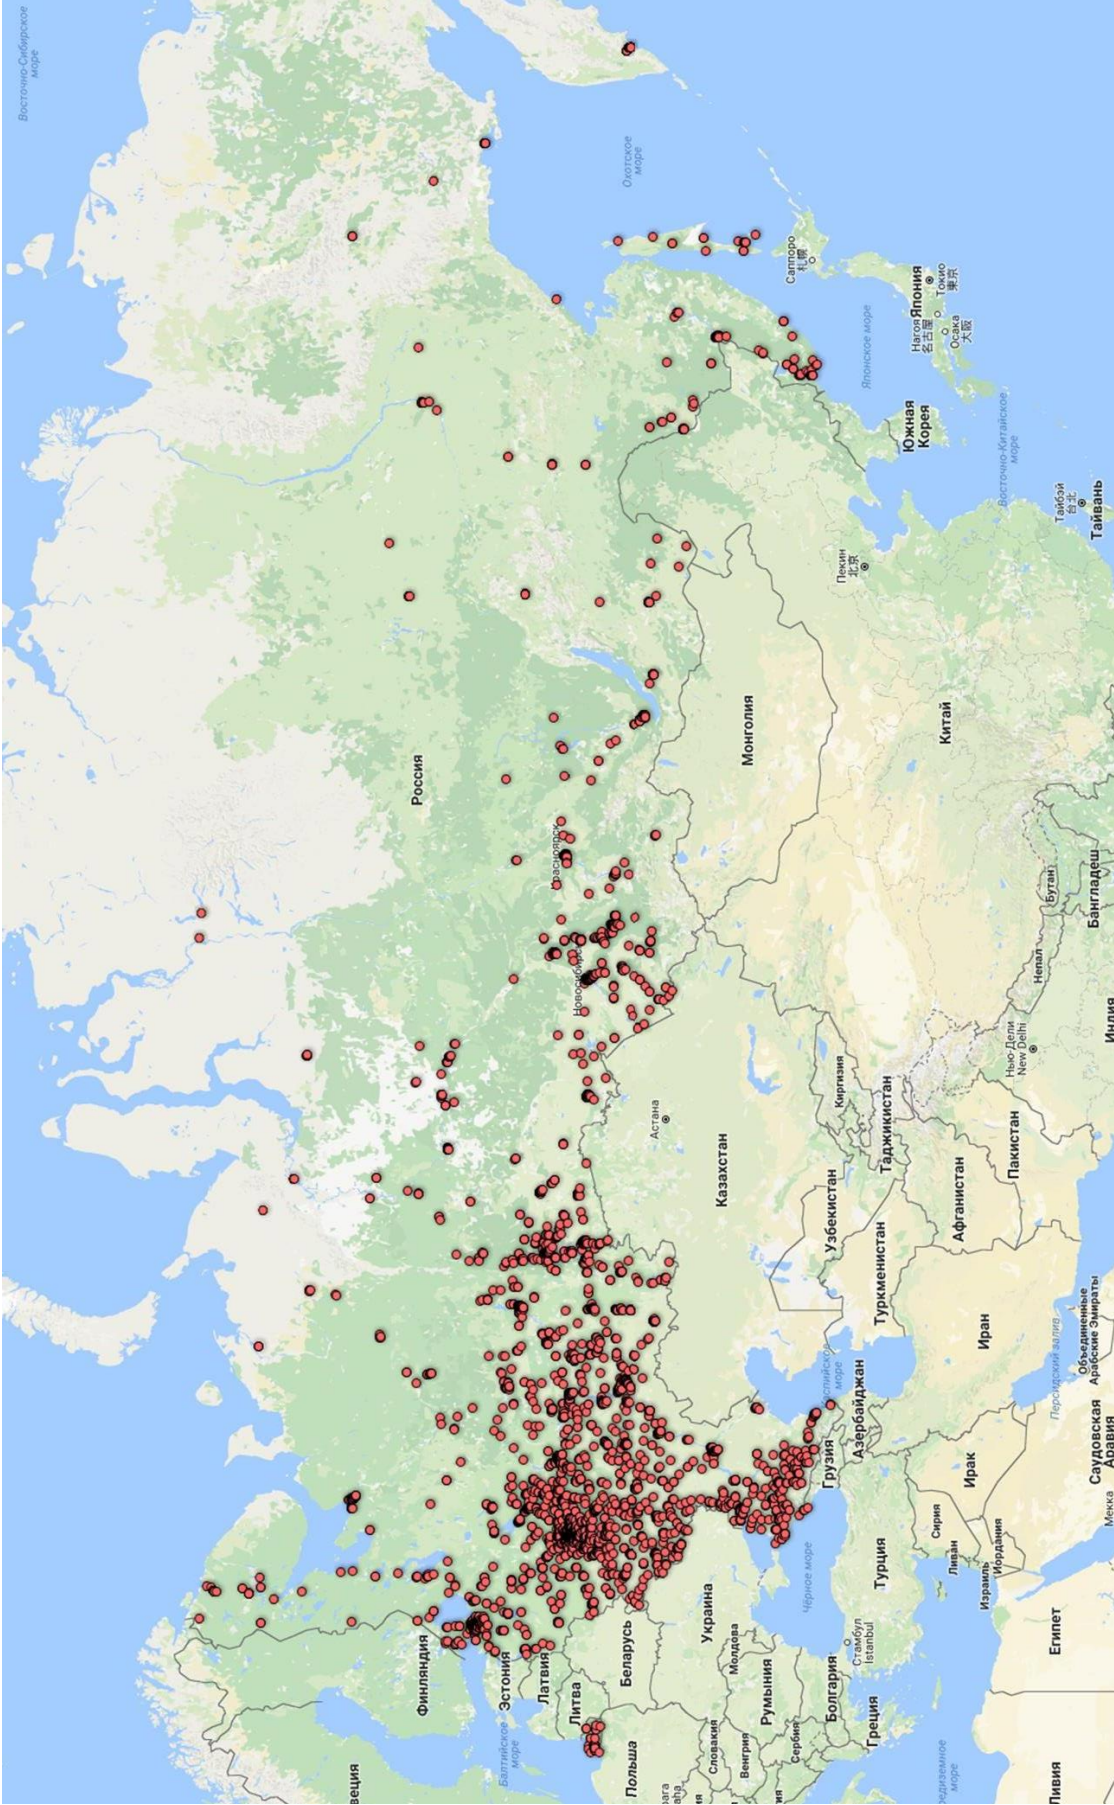 Восточно-Сибирское
море
Охотское
море
Россия
Финляндия
Эстония
Латвия
Литва
Балтийское
море
Беларусь
Польша
Красноярск
Новосибирск
Астана
Казахстан
Монголия
Саппоро
札幌
Украина
Молдова
Словакия
Венгрия
Румыния
Сербия
Болгария
Греция
Чёрное море
Стамбул
Istanbul
Турция
Грузия
Азербайджан
море
Узбекистан
Киргизия
Таджикистан
Туркменистан
Китай
Пекин
北京
Японское море
Южная
Корея
Япония
Токио
東京
Нагоя
名古屋
Осака
大阪
Сирия
Ливан
Израиль
Иордания
Ирак
Иран
Афганистан
Пакистан
Нью-Дели
New Delhi
Непал
Бутан
Бангладеш
Восточно-Китайское
море
Тайбэй
台北
Тайвань
море
Ливия
Египет
Мекка
Саудовская
Аравия
Персидский залив
Объединенные
Арабские Эмираты
Индия